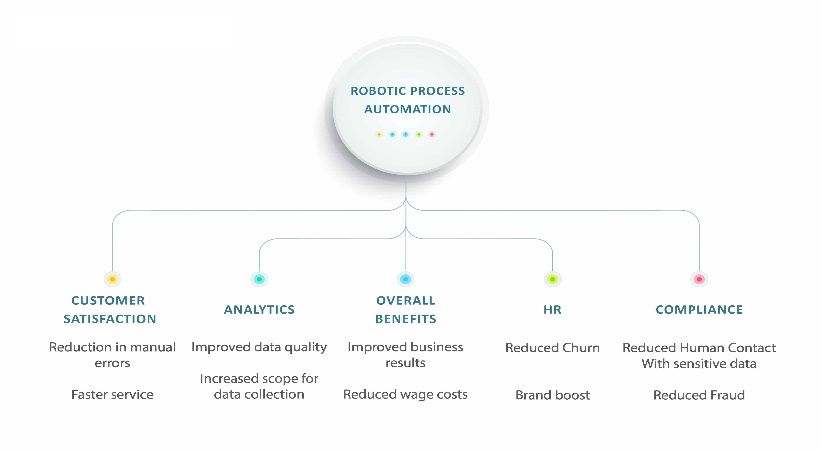 ROBOTIC PROCESS
AUTOMATION
CUSTOMER
SATISFACTION
Reduction in manual
errors
Faster service
ANALYTICS
Improved data quality
Increased scope for
data collection
OVERALL
BENEFITS
Improved business
results
Reduced wage costs
HR
Reduced Churn
Brand boost
COMPLIANCE
Reduced Human Contact
With sensitive data
Reduced Fraud